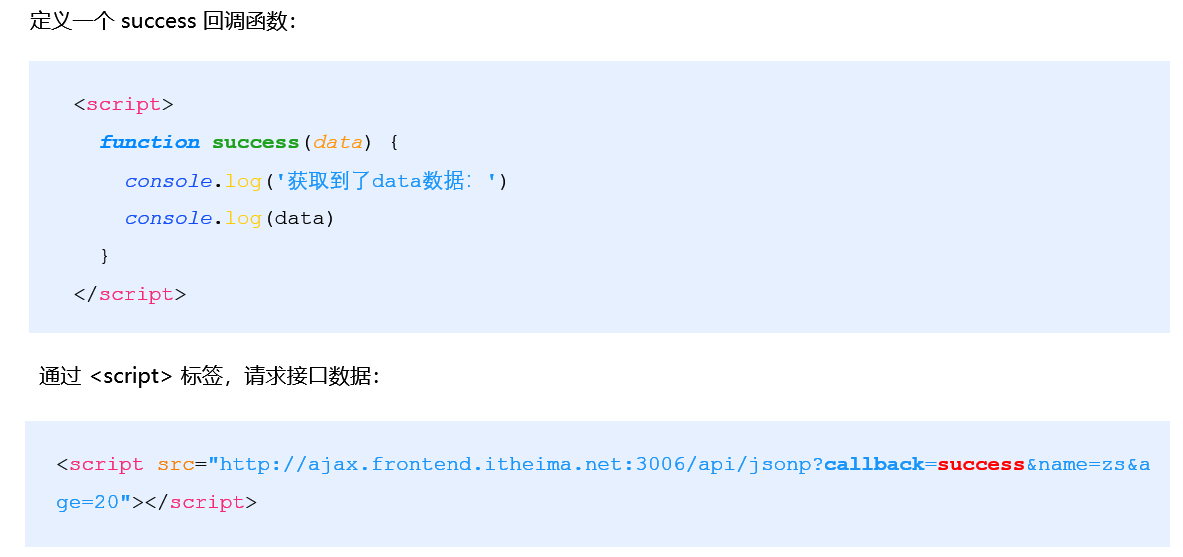 定义一个 success 回调函数：
<script>
function success(data) {
console.log('获取到了data数据：')
console.log(data)
}
</script>
通过 <script> 标签，请求接口数据：
<script src="http://ajax.frontend.itheima.net:3006/api/jsonp?callback=success&name=zs&a
ge=20"></script>